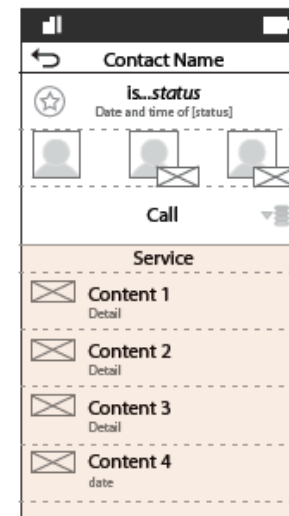 Contact Name
is...status
Date and time of [status]
Call
Service
Content 1
Detail
Content 2
Detail
Content 3
Detail
Content 4
date